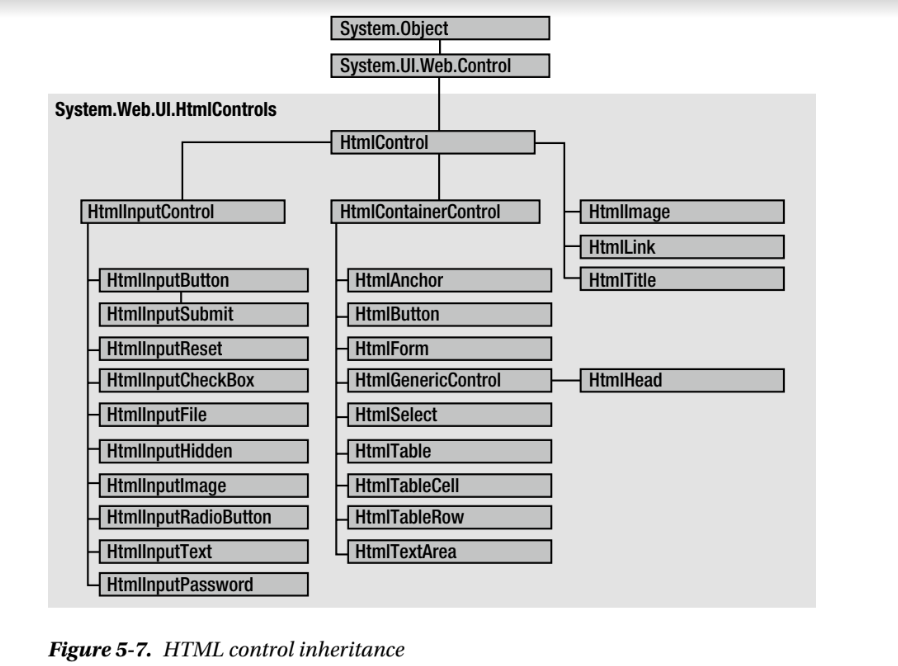 System.Object
System.UI.Web.Control
System.Web.UI.HtmlControls
HtmlControl
HtmlInputControl
HtmlContainerControl
HtmlImage
HtmlLink
HtmlTitle
HtmlInputButton
HtmlInputSubmit
HtmlInputReset
HtmlInputCheckBox
HtmlInputFile
HtmlInputHidden
HtmlInputImage
HtmlInputRadioButton
HtmlInputText
HtmlInputPassword
HtmlAnchor
HtmlButton
HtmlForm
HtmlGenericControl
HtmlHead
HtmlSelect
HtmlTable
HtmlTableCell
HtmlTableRow
HtmlTextArea
Figure 5-7. HTML control inheritance